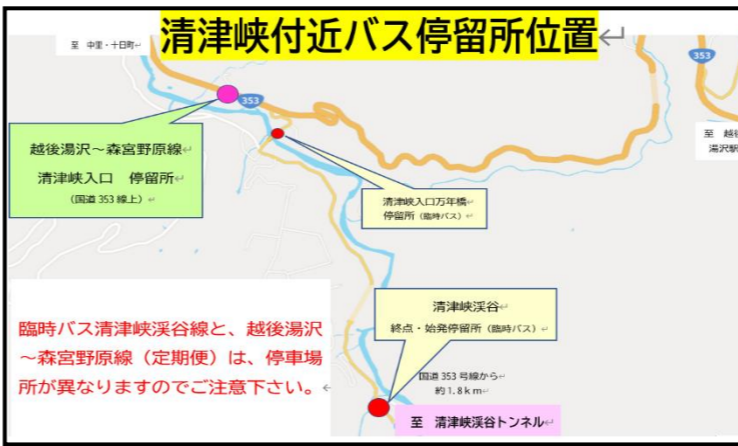 清津峡付近バス停留所位置
至 中里・十日町
353
353
至 越後
湯沢駅
越後湯沢～森宮野原線
清津峡入口 停留所
(国道 353 線上)
清津峡入口万年橋
停留所（臨時バス）
清津峡渓谷
終点・始発停留所（臨時バス）
臨時バス清津峡渓谷線と、越後湯沢
～森宮野原線（定期便）は、停車場
所が異なりますのでご注意下さい。
国道 353 号線から
約 1.8ｋｍ
至 清津峡渓谷トンネル